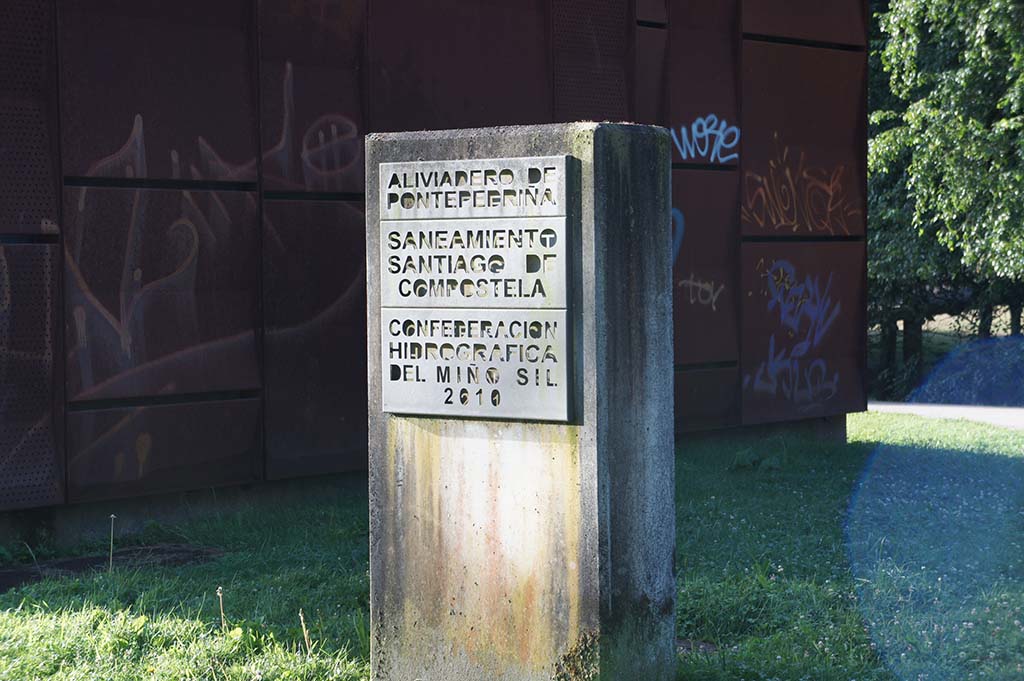 ALIVIADERO DE
PONTEPEDRIÑA
SANEAMIENTO
SANTIAGO DE
COMPOSTELA
CONFEDERACION
HIDROGRAFICA
DEL MIÑO SIL
2010